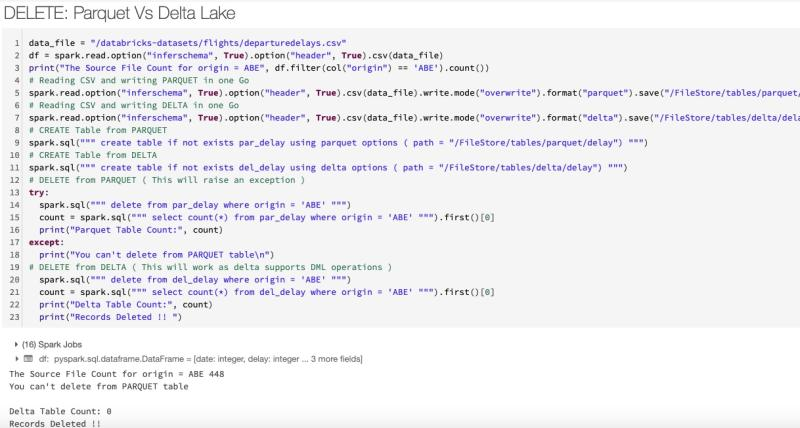 DELETE: Parquet Vs Delta Lake
1 data_file = "/databricks-datasets/flights/departuredelays.csv"
2 df = spark.read.option("inferschema", True).option("header", True).csv(data_file)
3 print("The Source File Count for origin = ABE", df.filter(col("origin") == 'ABE').count())
4 # Reading CSV and writing PARQUET in one Go
5 spark.read.option("inferschema", True).option("header", True).csv(data_file).write.mode("overwrite").format("parquet").save("/FileStore/tables/parquet/
6 # Reading CSV and writing DELTA in one Go
7 spark.read.option("inferschema", True).option("header", True).csv(data_file).write.mode("overwrite").format("delta").save("/FileStore/tables/delta/dela
8 # CREATE Table from PARQUET
9 spark.sql(""" create table if not exists par_delay using parquet options ( path = "/FileStore/tables/parquet/delay") """)
10 # CREATE Table from DELTA
11 spark.sql(""" create table if not exists del_delay using delta options ( path = "/FileStore/tables/delta/delay") """)
12 # DELETE from PARQUET ( This will raise an exception )
13 try:
14   spark.sql(""" delete from par_delay where origin = 'ABE' """)
15   count = spark.sql(""" select count(*) from par_delay where origin = 'ABE' """).first()[0]
16   print("Parquet Table Count:", count)
17 except:
18   print("You can't delete from PARQUET table\n")
19 # DELETE from DELTA ( This will work as delta supports DML operations )
20   spark.sql(""" delete from del_delay where origin = 'ABE' """)
21   count = spark.sql(""" select count(*) from del_delay where origin = 'ABE' """).first()[0]
22   print("Delta Table Count:", count)
23   print("Records Deleted !! ")
(16) Spark Jobs
df: pyspark.sql.dataframe.DataFrame = [date: integer, delay: integer ... 3 more fields]
The Source File Count for origin = ABE 448
You can't delete from PARQUET table
Delta Table Count: 0
Records Deleted !!